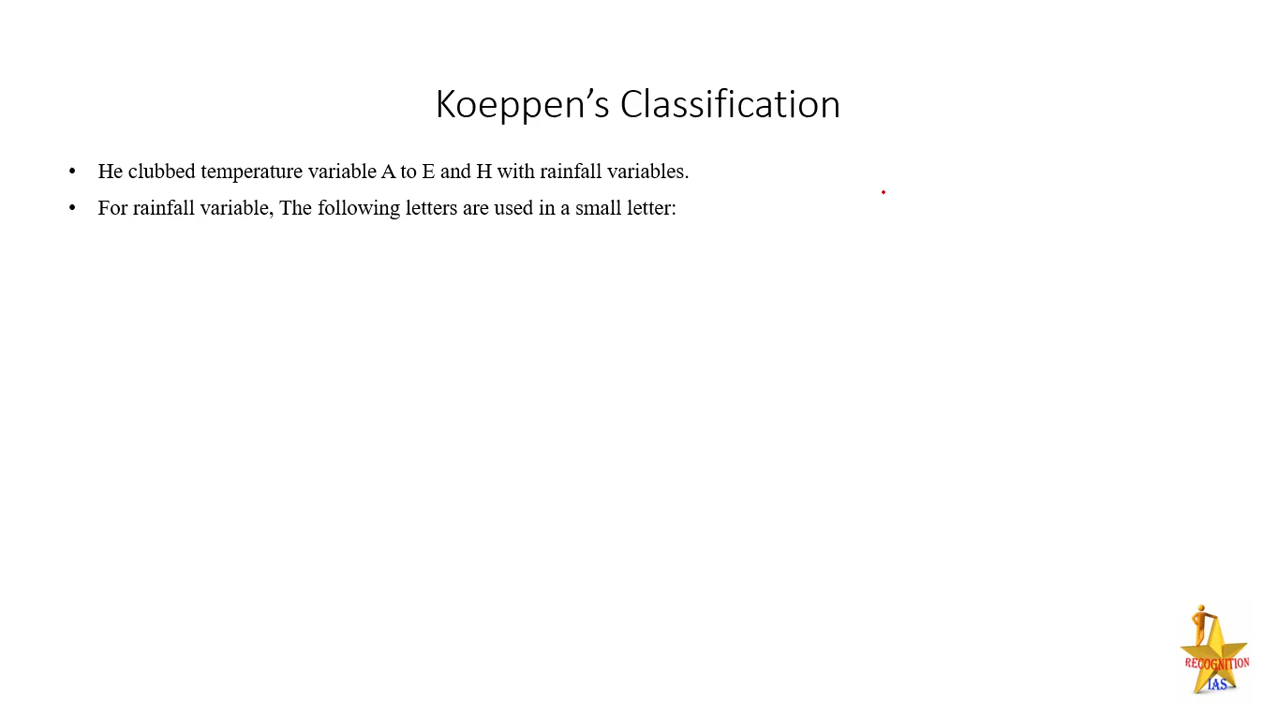 Koeppen’s Classification
• He clubbed temperature variable A to E and H with rainfall variables.
• For rainfall variable, The following letters are used in a small letter:
RECOGNITION
IAS